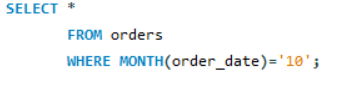 SELECT *
FROM orders
WHERE MONTH(order_date)='10';